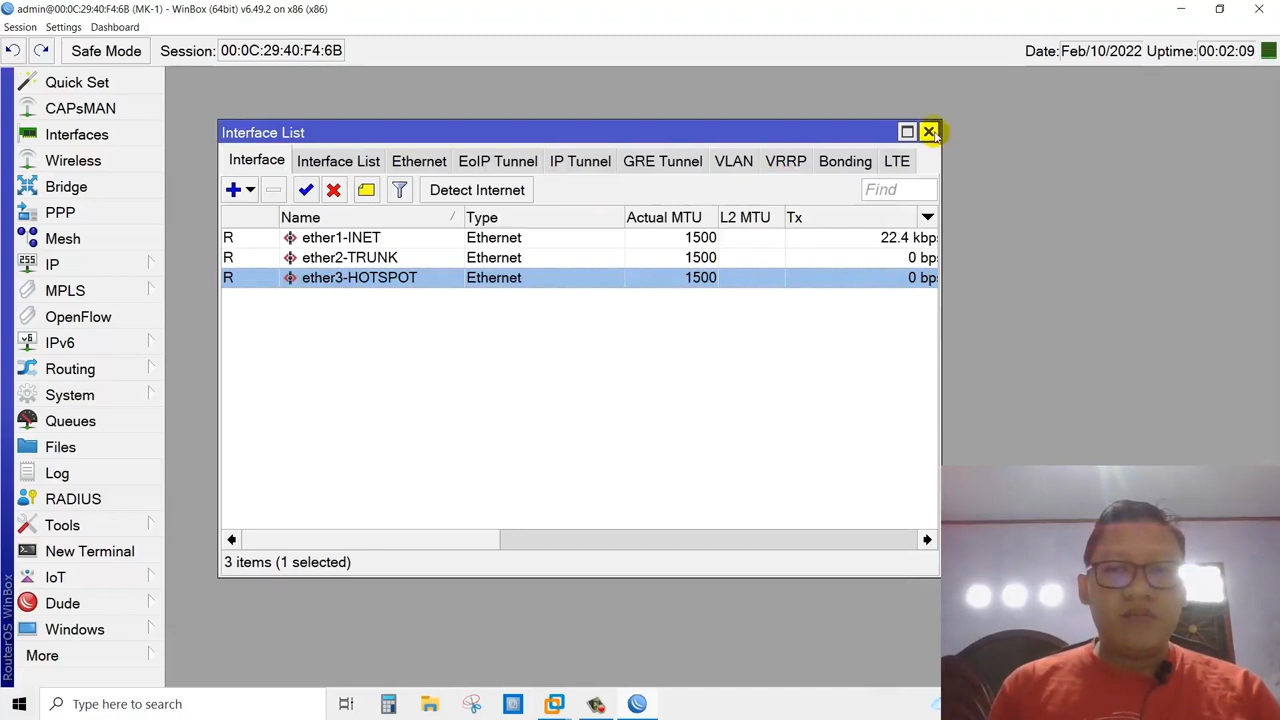 admin@00:0C:29:40:F4:6B (MK-1) - WinBox (64bit) v6.49.2 on x86 (x86)
Session Settings Dashboard
Safe Mode Session: 00:0C:29:40:F4:6B Date: Feb/10/2022 Uptime: 00:02:09
Quick Set
CAPsMAN
Interfaces
Wireless
Bridge
PPP
Mesh
255 IP
MPLS
OpenFlow
v6 IPv6
Routing
System
Queues
Files
Log
RADIUS
Tools
New Terminal
IoT
Dude
Windows
More
RouterOS WinBox
Interface List
Interface Interface List Ethernet EoIP Tunnel IP Tunnel GRE Tunnel VLAN VRRP Bonding LTE
Detect Internet Find
Name Type Actual MTU L2 MTU Tx
R ether1-INET Ethernet 1500 22.4 kbp
R ether2-TRUNK Ethernet 1500 0 bp
R ether3-HOTSPOT Ethernet 1500 0 bp
3 items (1 selected)
Type here to search